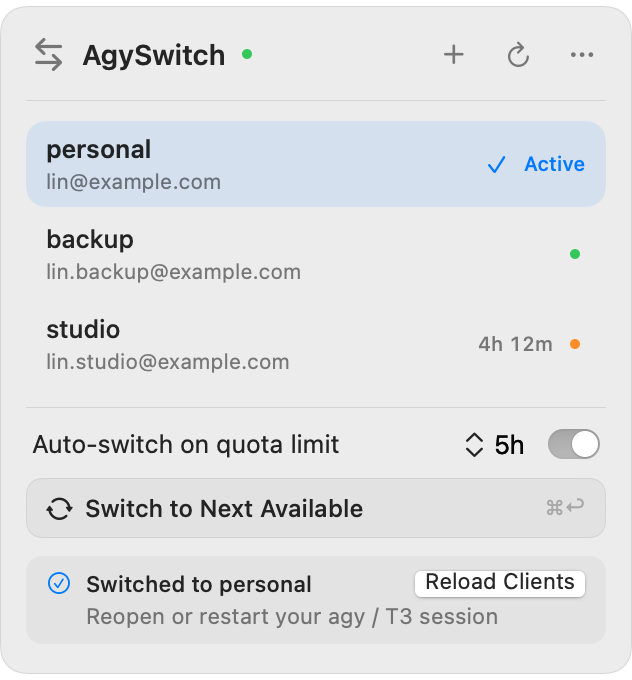 AgySwitch
personal
lin@example.com
Active
backup
lin.backup@example.com
studio
lin.studio@example.com
4h 12m
Auto-switch on quota limit
5h
Switch to Next Available
⌘↩
Switched to personal
Reload Clients
Reopen or restart your agy / T3 session